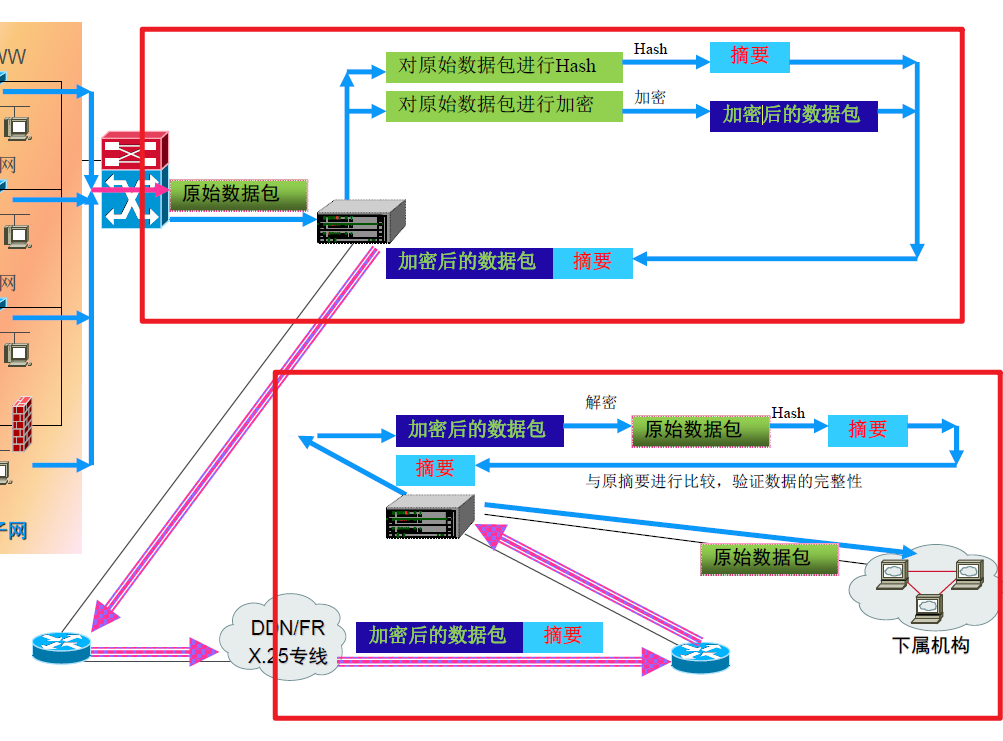 WW
网
网
子网
Hash
对原始数据包进行Hash
摘要
对原始数据包进行加密
加密
加密后的数据包
原始数据包
加密后的数据包
摘要
解密
加密后的数据包
原始数据包
Hash
摘要
摘要
与原摘要进行比较，验证数据的完整性
原始数据包
下属机构
DDN/FR
X.25专线
加密后的数据包
摘要